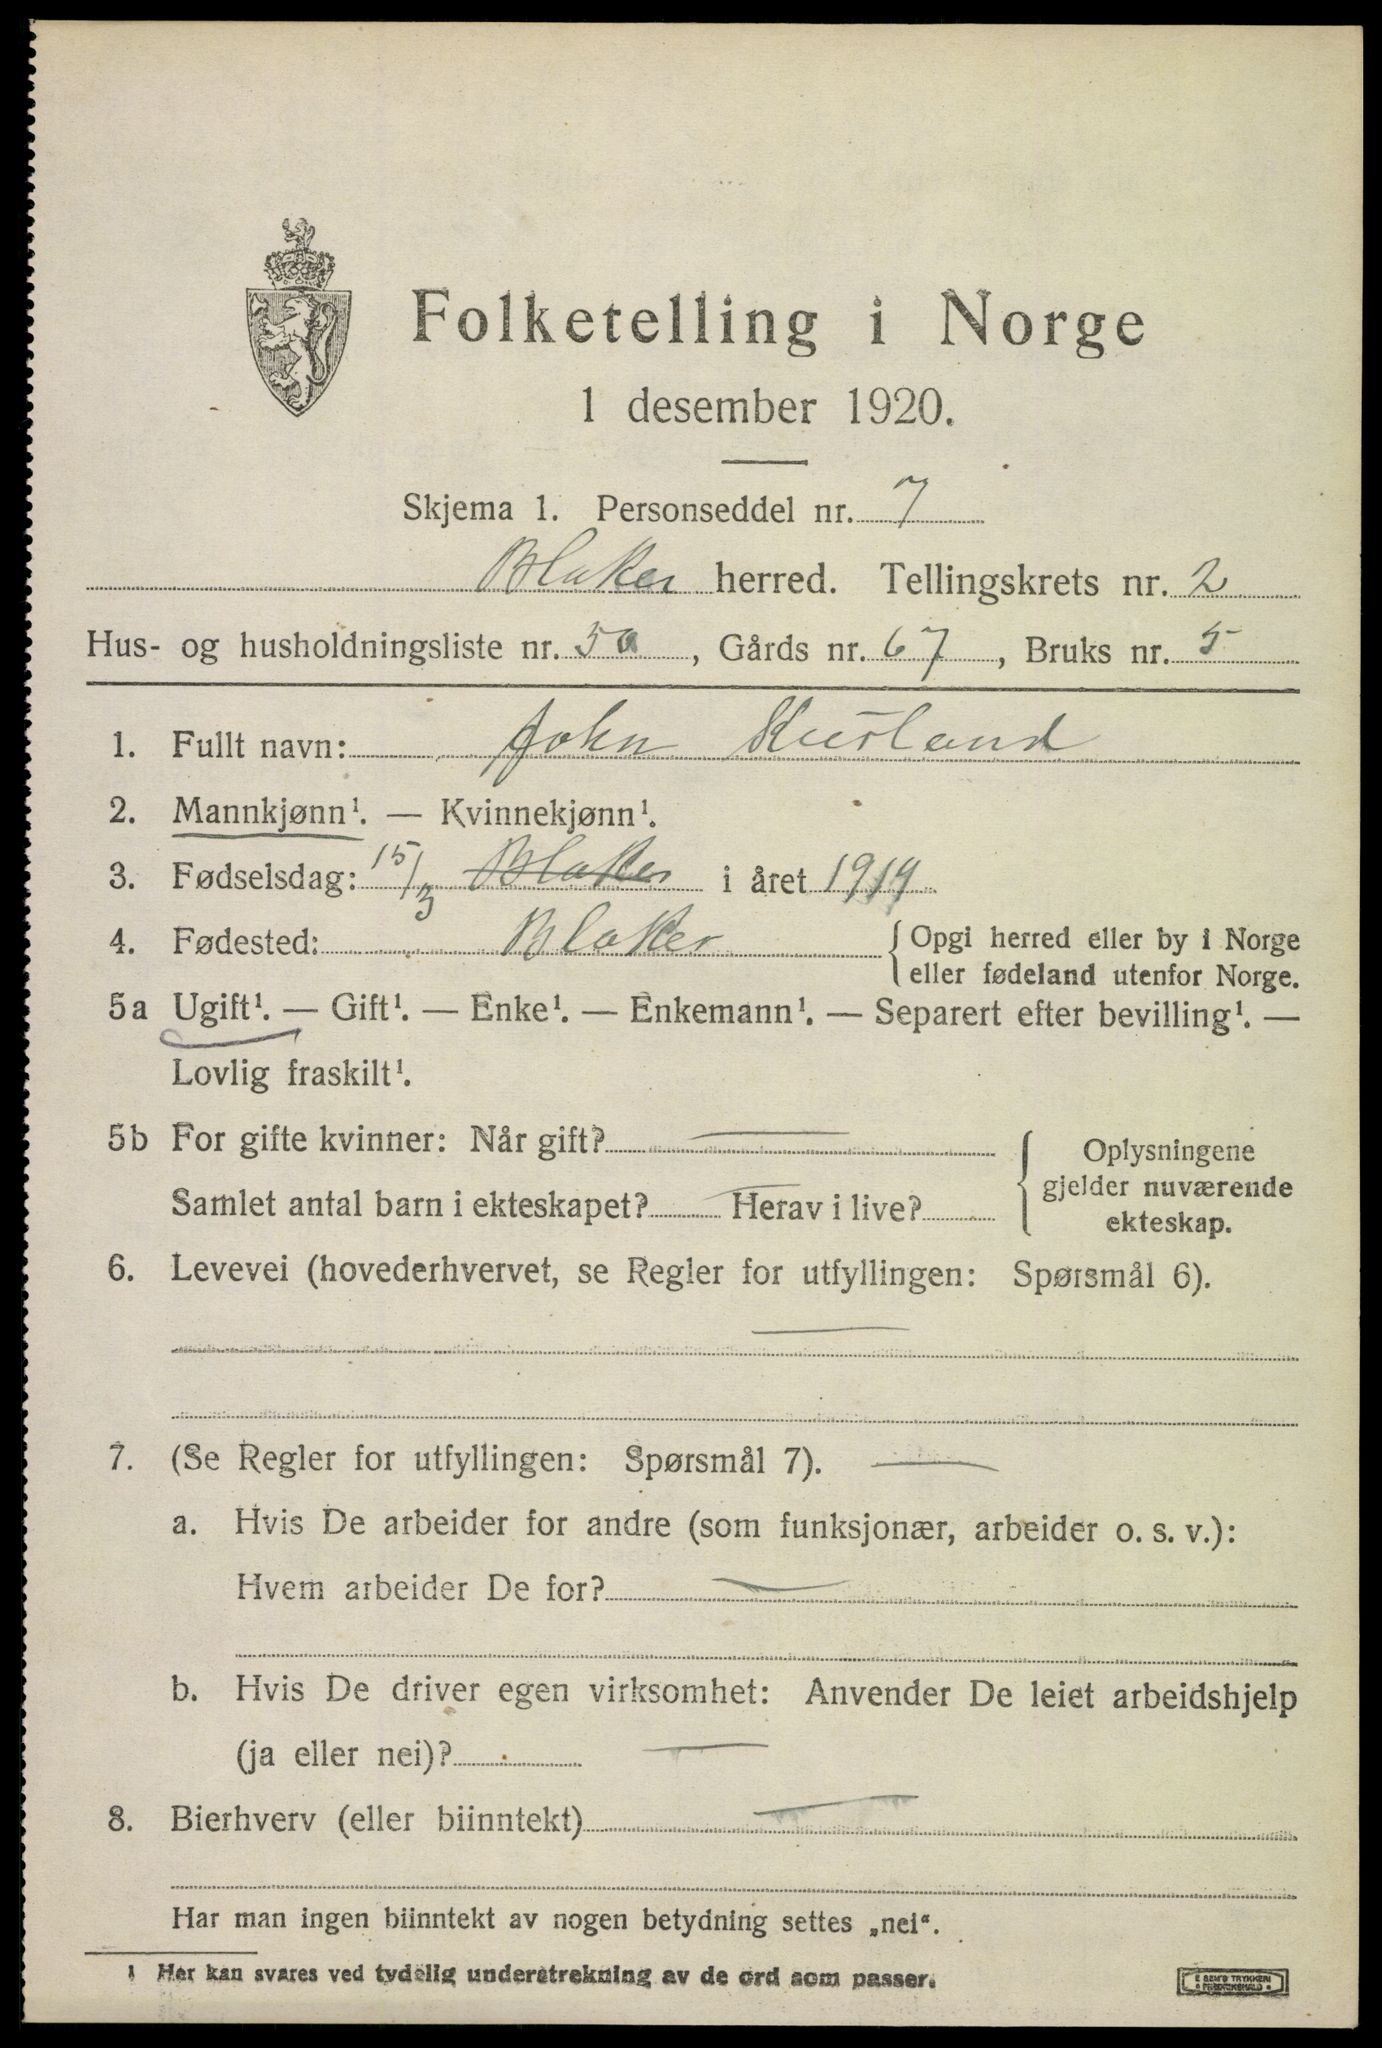 Folketelling i Norge
1 desember 1920.
Skjema 1. Personseddel nr. 7
Blaker herred. Tellingskrets nr. 2
Hus- og husholdningsliste nr. 50, Gårds nr. 67, Bruks nr. 5
1. Fullt navn: John Kusland
2. Mannkjønn¹. — Kvinnekjønn¹.
3. Fødselsdag: 15/3 Blaker i året 1919
4. Fødested: Blaker {Opgi herred eller by i Norge
eller fødeland utenfor Norge.
5a Ugift¹. — Gift¹. — Enke¹. — Enkemann¹. — Separert efter bevilling¹. —
Lovlig fraskilt¹.
5b For gifte kvinner: Når gift? —
Samlet antal barn i ekteskapet? — Herav i live?
{Oplysningene
gjelder nuværende
ekteskap.
6. Levevei (hovederhvervet, se Regler for utfyllingen: Spørsmål 6).
—
7. (Se Regler for utfyllingen: Spørsmål 7). —
a. Hvis De arbeider for andre (som funksjonær, arbeider o. s. v.):
Hvem arbeider De for? —
b. Hvis De driver egen virksomhet: Anvender De leiet arbeidshjelp
(ja eller nei)? —
8. Bierhverv (eller biinntekt) —
Har man ingen biinntekt av nogen betydning settes „nei“.
1 Her kan svares ved tydelig understrekning av de ord som passer.
E SEM'S TRYKKERI
FREDRIKSHALD